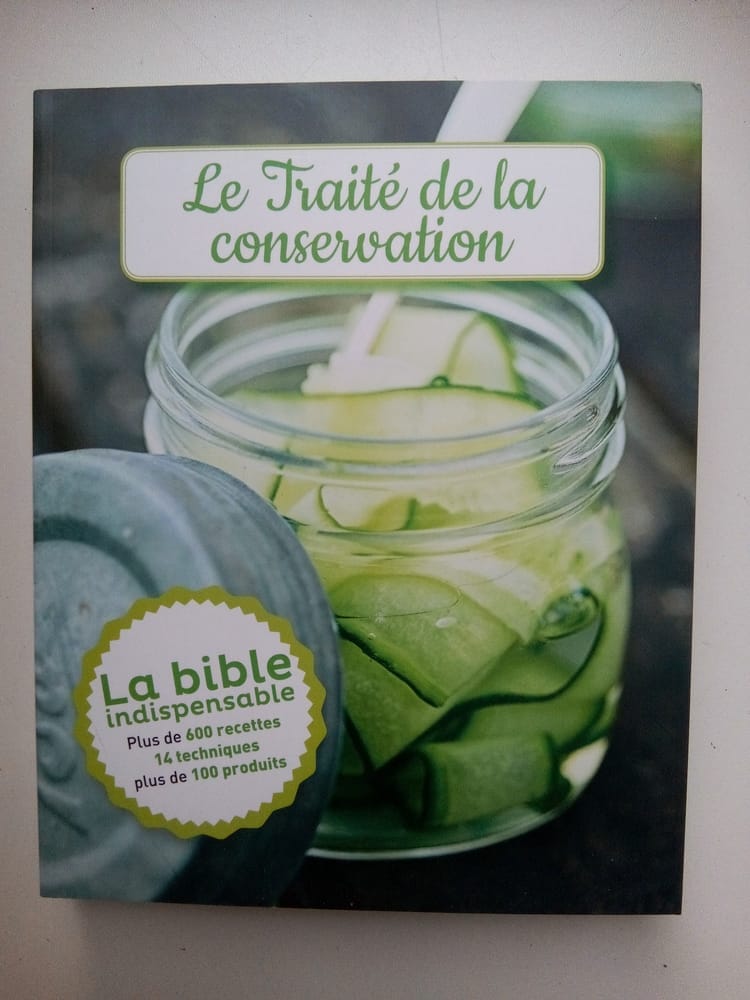 Le Traité de la
conservation
La bible
indispensable
Plus de 600 recettes
14 techniques
plus de 100 produits